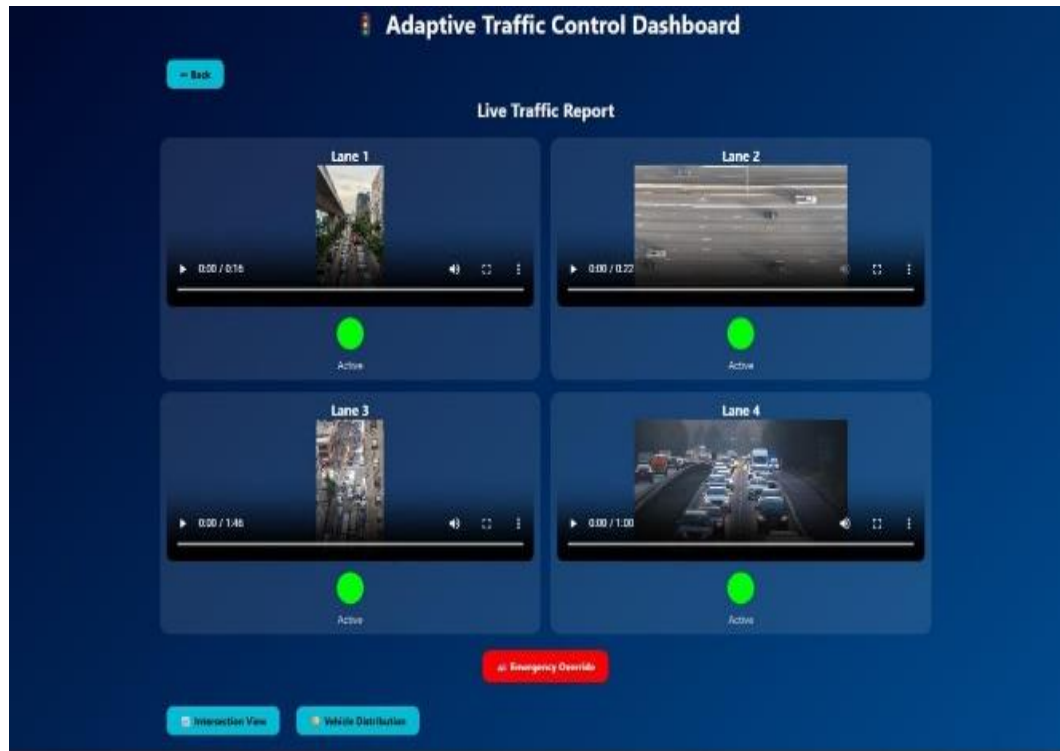 Adaptive Traffic Control Dashboard
Back
Live Traffic Report
Lane 1
Lane 2
0:00 / 0:16
0:00 / 0:22
Active
Active
Lane 3
Lane 4
0:00 / 1:46
0:00 / 1:00
Active
Active
Emergency Override
Intersection View
Vehicle Distribution